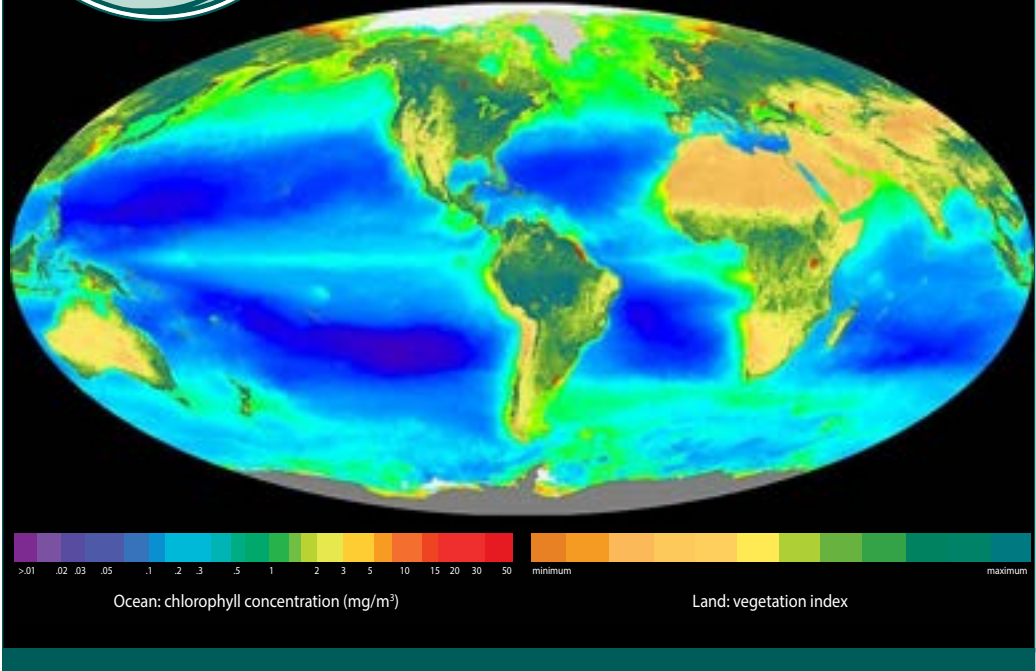 >.01 .02 .03 .05 .1 .2 .3 .5 1 2 3 5 10 15 20 30 50
minimum maximum
Ocean: chlorophyll concentration (mg/m³)
Land: vegetation index